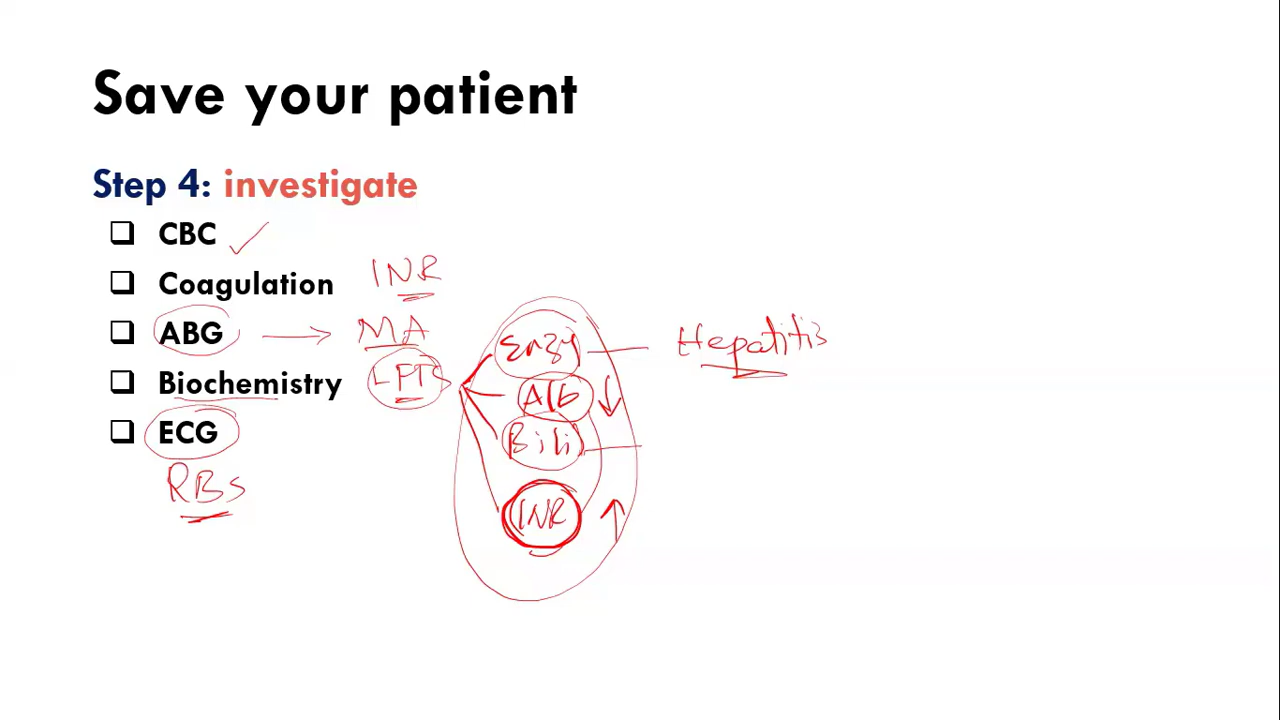 Save your patient
Step 4: investigate
CBC
Coagulation INR
ABG MA
Biochemistry LFTS
ECG
RBS
Enzy Hepatitis
Alb
Bili
INR